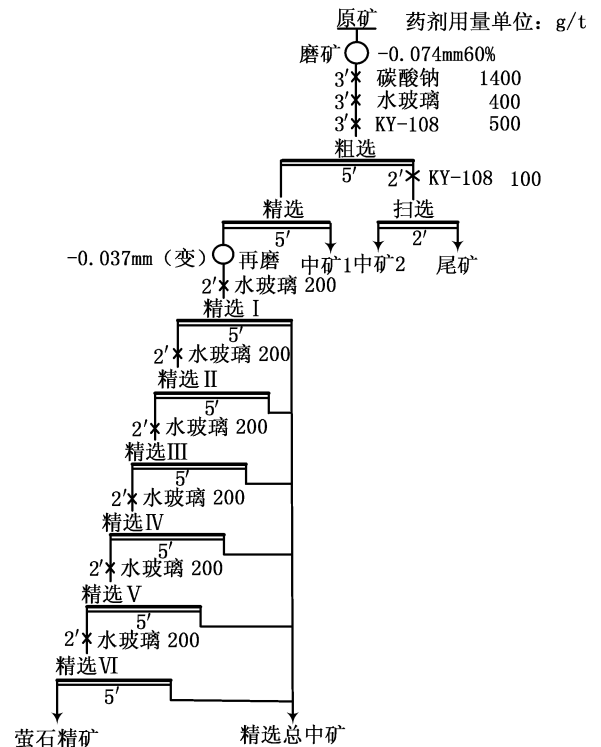 原矿 药剂用量单位：g/t
磨矿 -0.074mm60%
3′ 碳酸钠 1400
3′ 水玻璃 400
3′ KY-108 500
粗选
5′ 2′ KY-108 100
精选 扫选
5′ 2′
-0.037mm（变） 再磨 中矿1 中矿2 尾矿
2′ 水玻璃 200
精选Ⅰ
5′
2′ 水玻璃 200
精选Ⅱ
5′
2′ 水玻璃 200
精选Ⅲ
5′
2′ 水玻璃 200
精选Ⅳ
5′
2′ 水玻璃 200
精选Ⅴ
5′
2′ 水玻璃 200
精选Ⅵ
5′
萤石精矿 精选总中矿